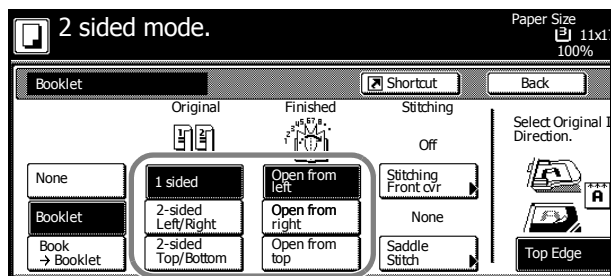 2 sided mode.
Paper Size
11x1
100%
Booklet
Shortcut
Back
Original
Finished
Stitching
Select Original
Direction.
Off
None
1 sided
Open from
left
Stitching
Front cvr
Booklet
2-sided
Left/Right
Open from
right
None
Book
→ Booklet
2-sided
Top/Bottom
Open from
top
Saddle
Stitch
Top Edge
A